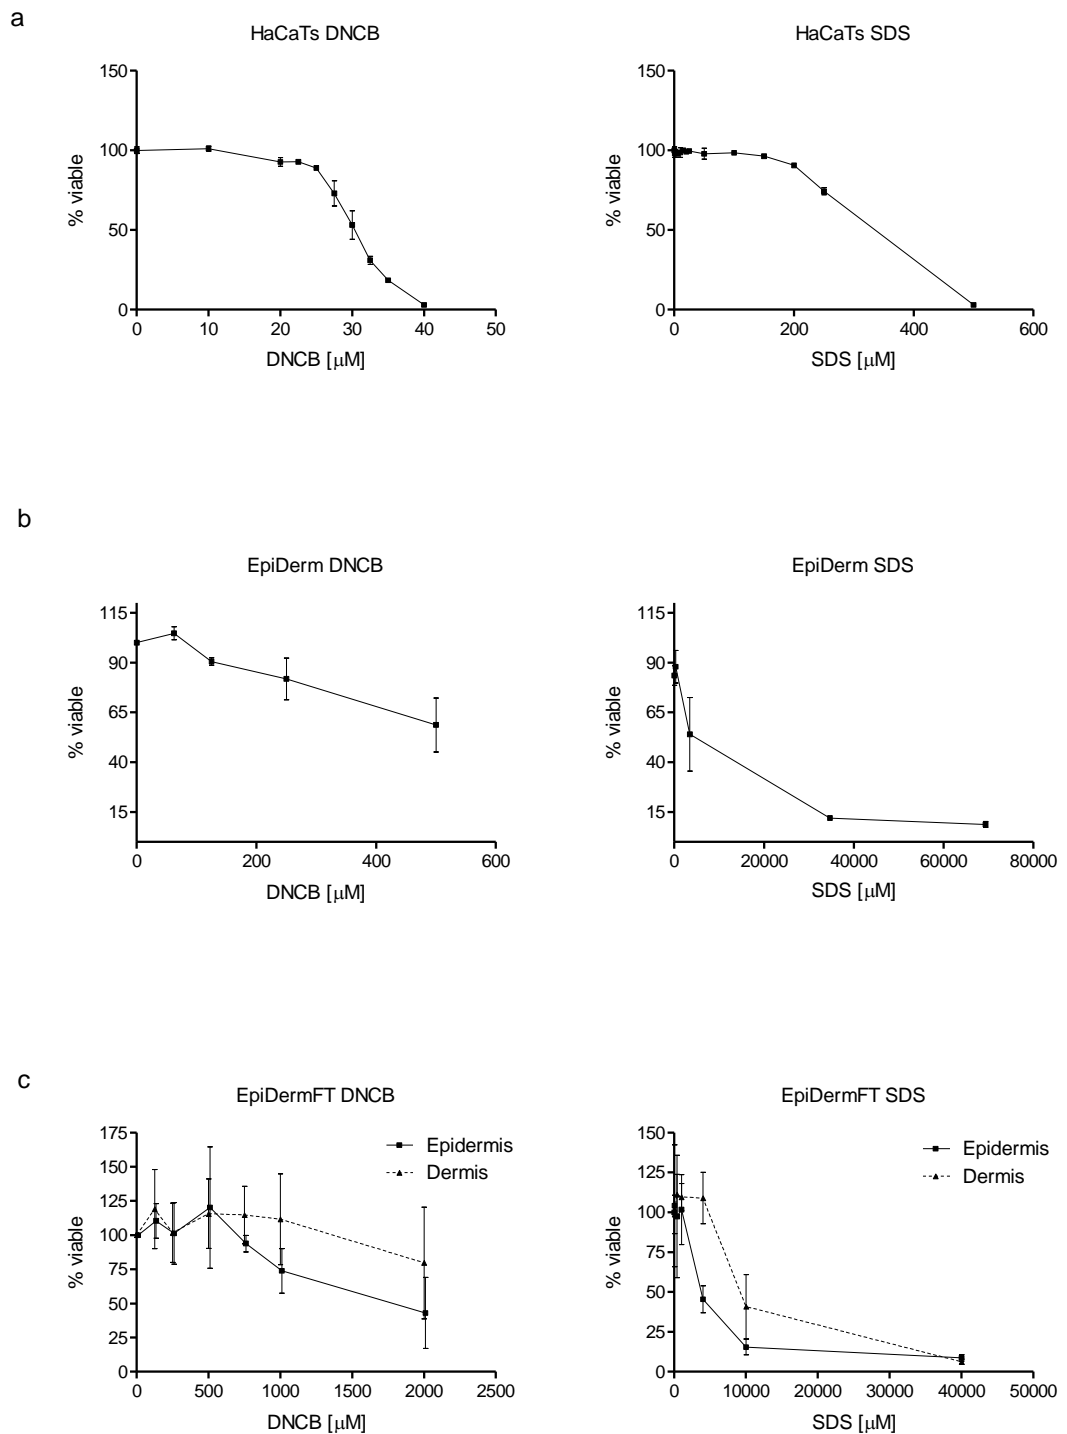 a
HaCaTs DNCB
150
100
50
0
% viable
0 10 20 30 40 50
DNCB [μM]
HaCaTs SDS
150
100
50
0
% viable
0 200 400 600
SDS [μM]
b
EpiDerm DNCB
115
90
65
40
15
% viable
0 200 400 600
DNCB [μM]
EpiDerm SDS
115
90
65
40
15
% viable
0 20000 40000 60000 80000
SDS [μM]
c
EpiDermFT DNCB
175
150
125
100
75
50
25
0
% viable
Epidermis
Dermis
0 500 1000 1500 2000 2500
DNCB [μM]
EpiDermFT SDS
150
125
100
75
50
25
0
% viable
Epidermis
Dermis
0 10000 20000 30000 40000 50000
SDS [μM]